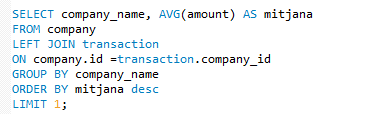 SELECT company_name, AVG(amount) AS mitjana
FROM company
LEFT JOIN transaction
ON company.id =transaction.company_id
GROUP BY company_name
ORDER BY mitjana desc
LIMIT 1;